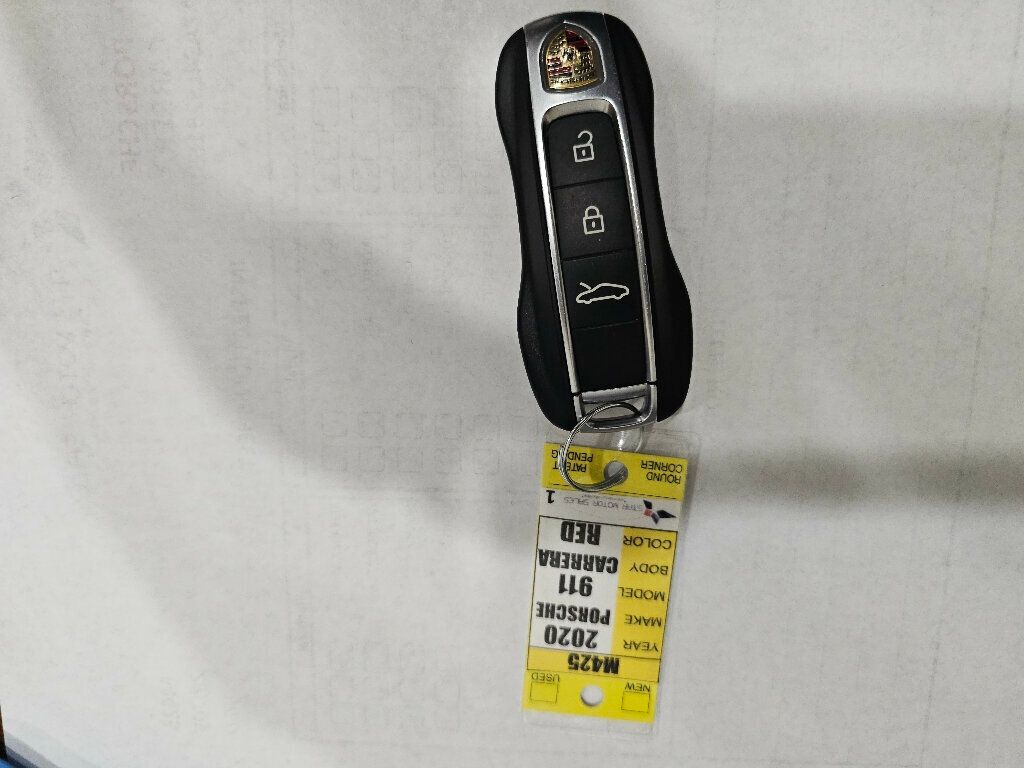 NEW
USED
M425
YEAR 2020
MAKE PORSCHE
MODEL 911
BODY CARRERA
COLOR RED
STAR MOTOR SALES
1
ROUND CORNER
PATENT PENDING